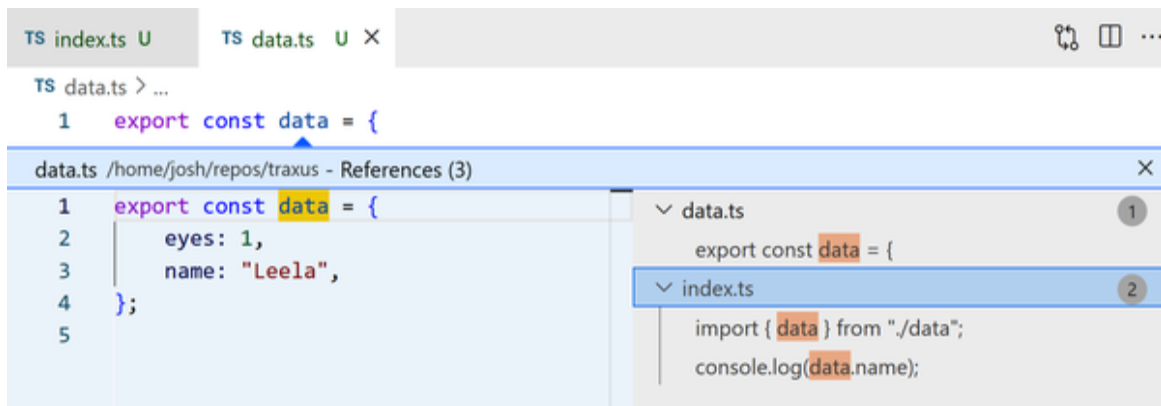 TS index.ts U TS data.ts U ×
TS data.ts > ...
1 export const data = {
data.ts /home/josh/repos/traxus - References (3) ×
1 export const data = {
2 eyes: 1,
3 name: "Leela",
4 };
5
data.ts 1
export const data = {
index.ts 2
import { data } from "./data";
console.log(data.name);